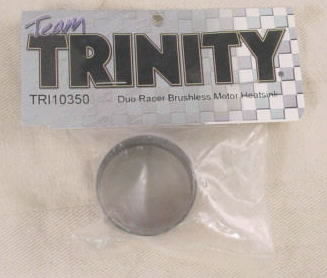 Team
TRINITY
TRI10350 Duo Racer Brushless Motor Heatsink